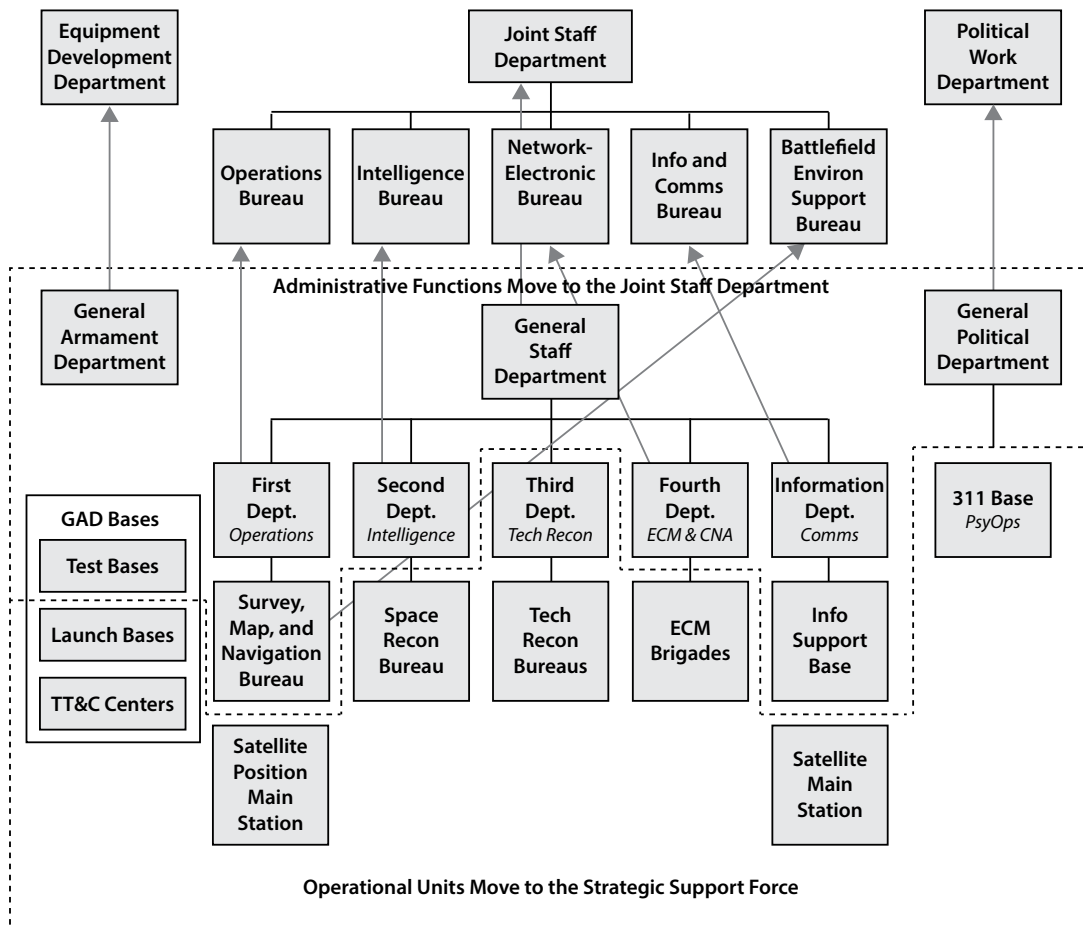 Equipment
Development
Department
Joint Staff
Department
Political
Work
Department
Operations
Bureau
Intelligence
Bureau
Network-
Electronic
Bureau
Info and
Comms
Bureau
Battlefield
Environ
Support
Bureau
Administrative Functions Move to the Joint Staff Department
General
Armament
Department
General
Staff
Department
General
Political
Department
First
Dept.
Operations
Second
Dept.
Intelligence
Third
Dept.
Tech Recon
Fourth
Dept.
ECM & CNA
Information
Dept.
Comms
311 Base
PsyOps
GAD Bases
Test Bases
Launch Bases
TT&C Centers
Survey,
Map, and
Navigation
Bureau
Space
Recon
Bureau
Tech
Recon
Bureaus
ECM
Brigades
Info
Support
Base
Satellite
Position
Main
Station
Satellite
Main
Station
Operational Units Move to the Strategic Support Force